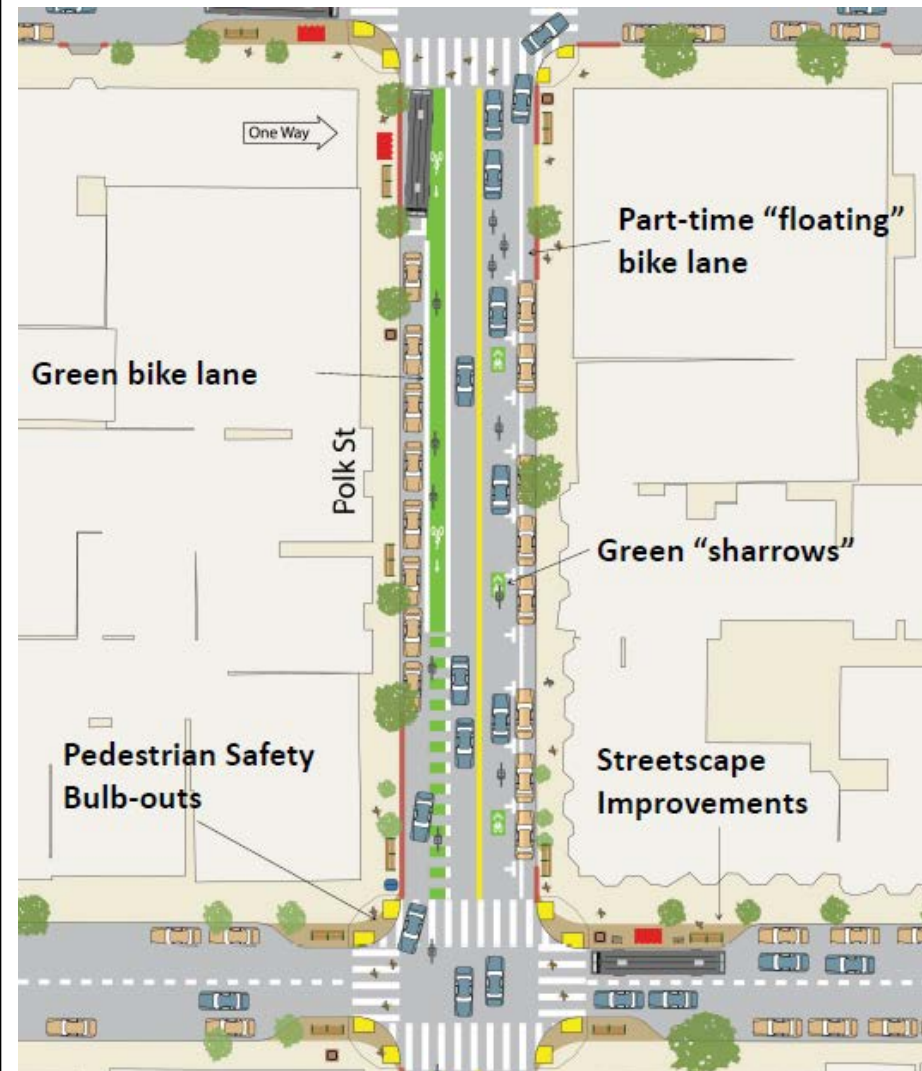 One Way
Part-time “floating”
bike lane
Green bike lane
Polk St
Green “sharrows”
Pedestrian Safety
Bulb-outs
Streetscape
Improvements